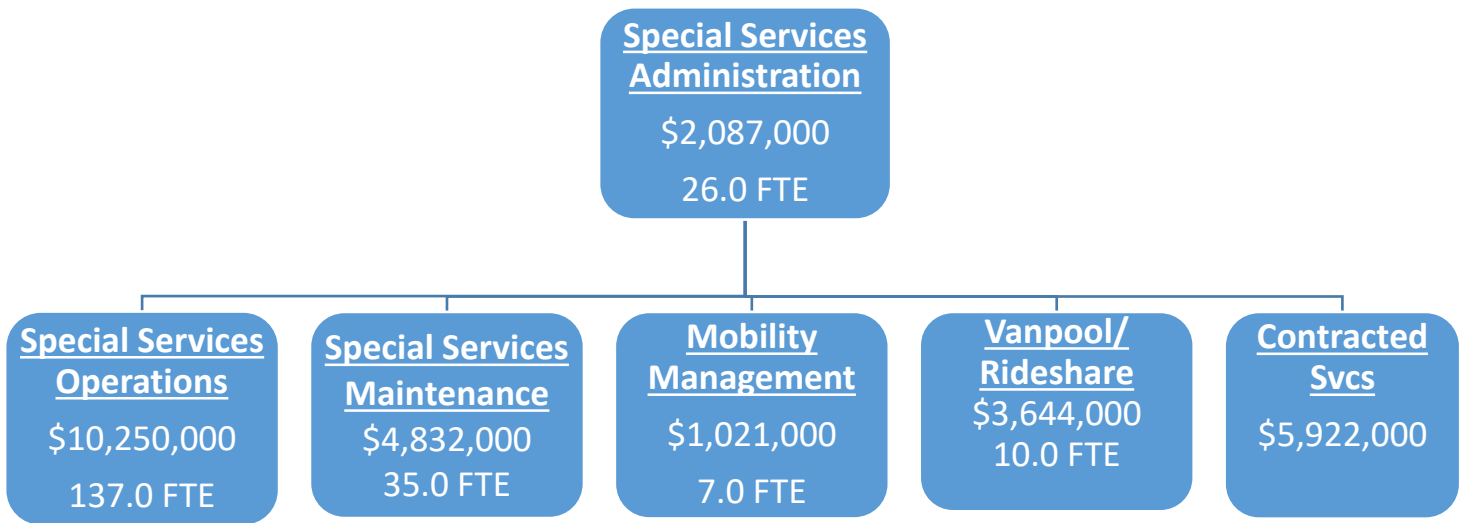 Special Services
Administration
$2,087,000
26.0 FTE
Special Services
Operations
$10,250,000
137.0 FTE
Special Services
Maintenance
$4,832,000
35.0 FTE
Mobility
Management
$1,021,000
7.0 FTE
Vanpool/
Rideshare
$3,644,000
10.0 FTE
Contracted
Svcs
$5,922,000